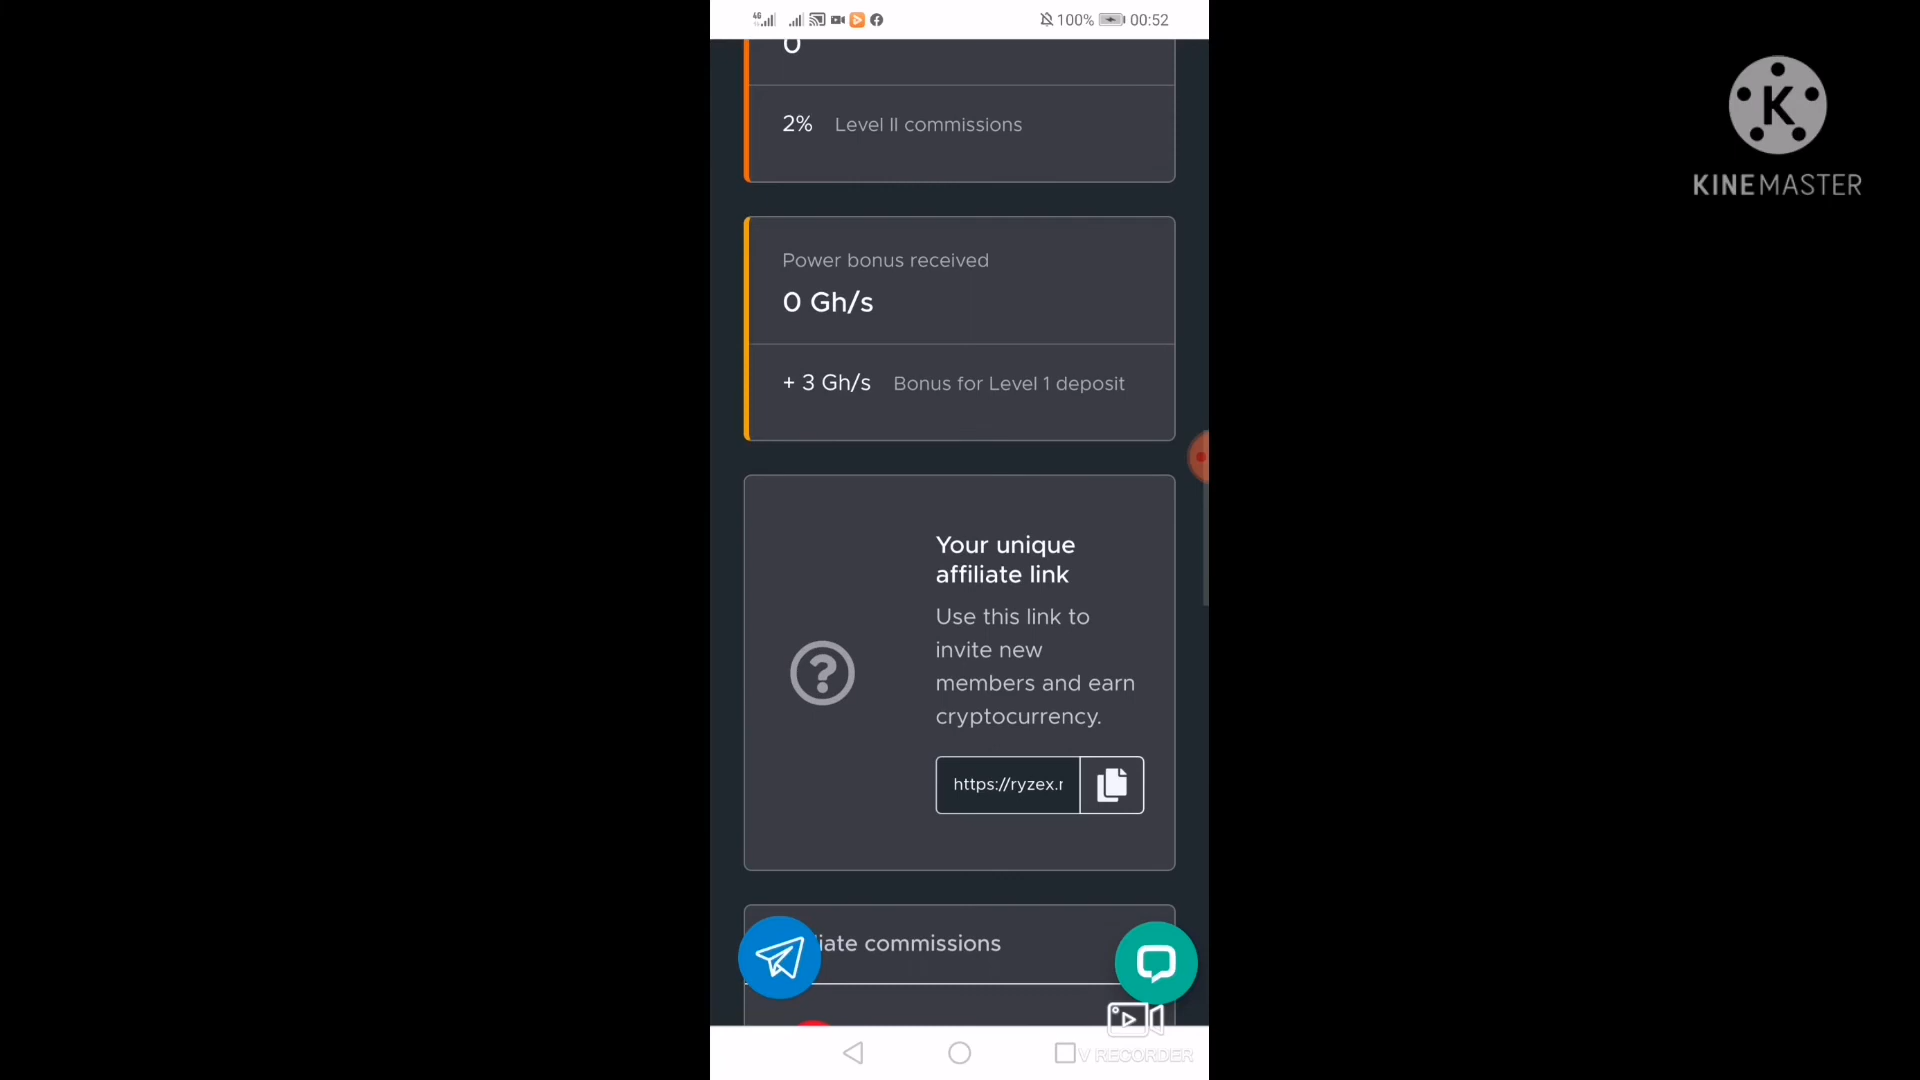 4G
100%
00:52
0
2% Level II commissions
Power bonus received
0 Gh/s
+ 3 Gh/s Bonus for Level 1 deposit
Your unique
affiliate link
Use this link to
invite new
members and earn
cryptocurrency.
https://ryzex.r
iate commissions
V RECORDER
K
KINEMASTER